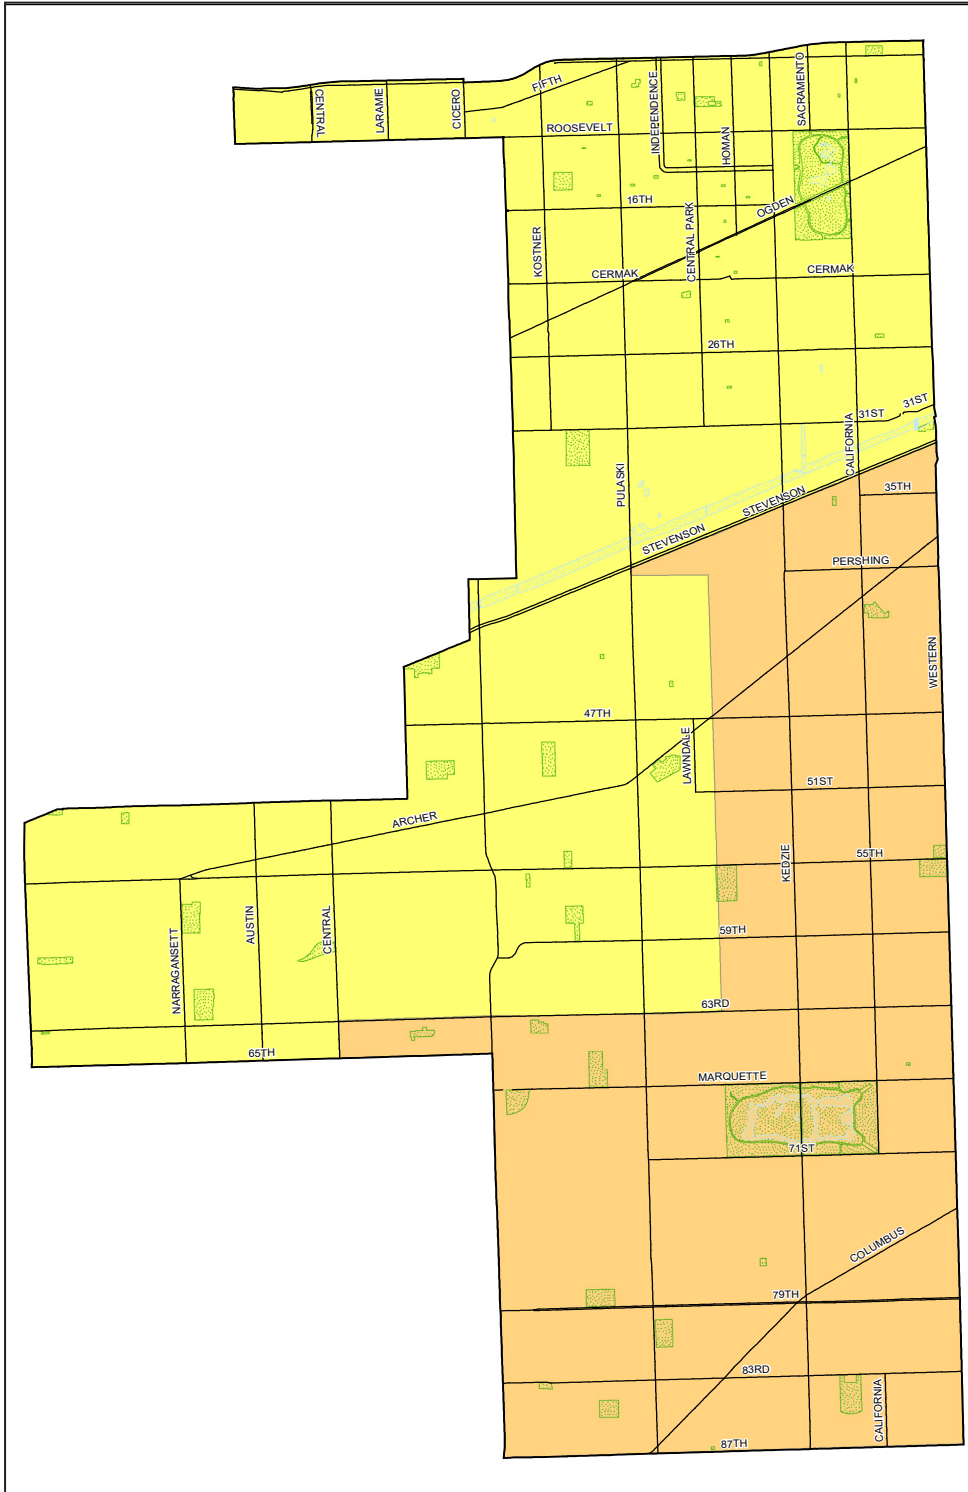 SACRAMENTO
FIFTH
INDEPENDENCE
CENTRAL
LARAMIE
CICERO
ROOSEVELT
HOMAN
16TH
OGDEN
CENTRAL PARK
KOSTNER
CERMAK
CERMAK
26TH
31ST
31ST
CALIFORNIA
PULASKI
35TH
STEVENSON
STEVENSON
PERSHING
WESTERN
47TH
LAWNDALE
51ST
ARCHER
55TH
KEDZIE
AUSTIN
CENTRAL
59TH
NARRAGANSETT
63RD
65TH
MARQUETTE
71ST
COLUMBUS
79TH
83RD
CALIFORNIA
87TH